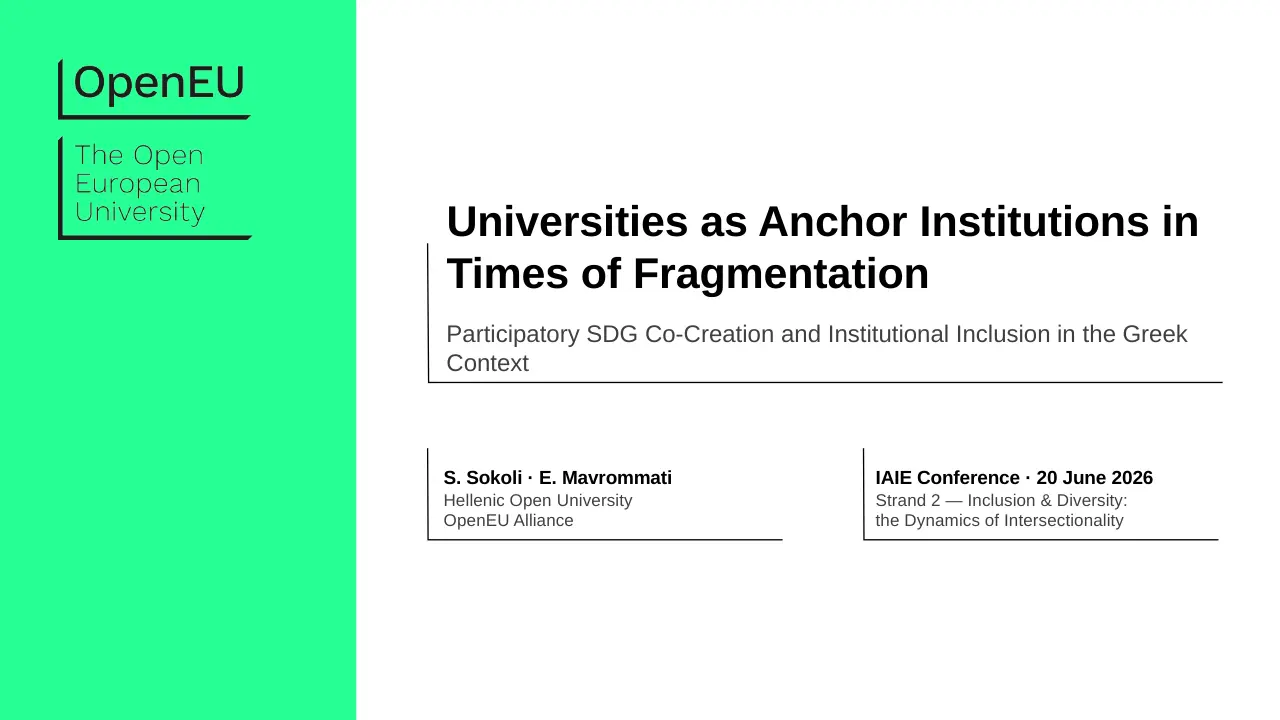 OpenEU
The Open
European
University
Universities as Anchor Institutions in
Times of Fragmentation
Participatory SDG Co-Creation and Institutional Inclusion in the Greek
Context
S. Sokoli · E. Mavrommati
Hellenic Open University
OpenEU Alliance
IAIE Conference · 20 June 2026
Strand 2 — Inclusion & Diversity:
the Dynamics of Intersectionality